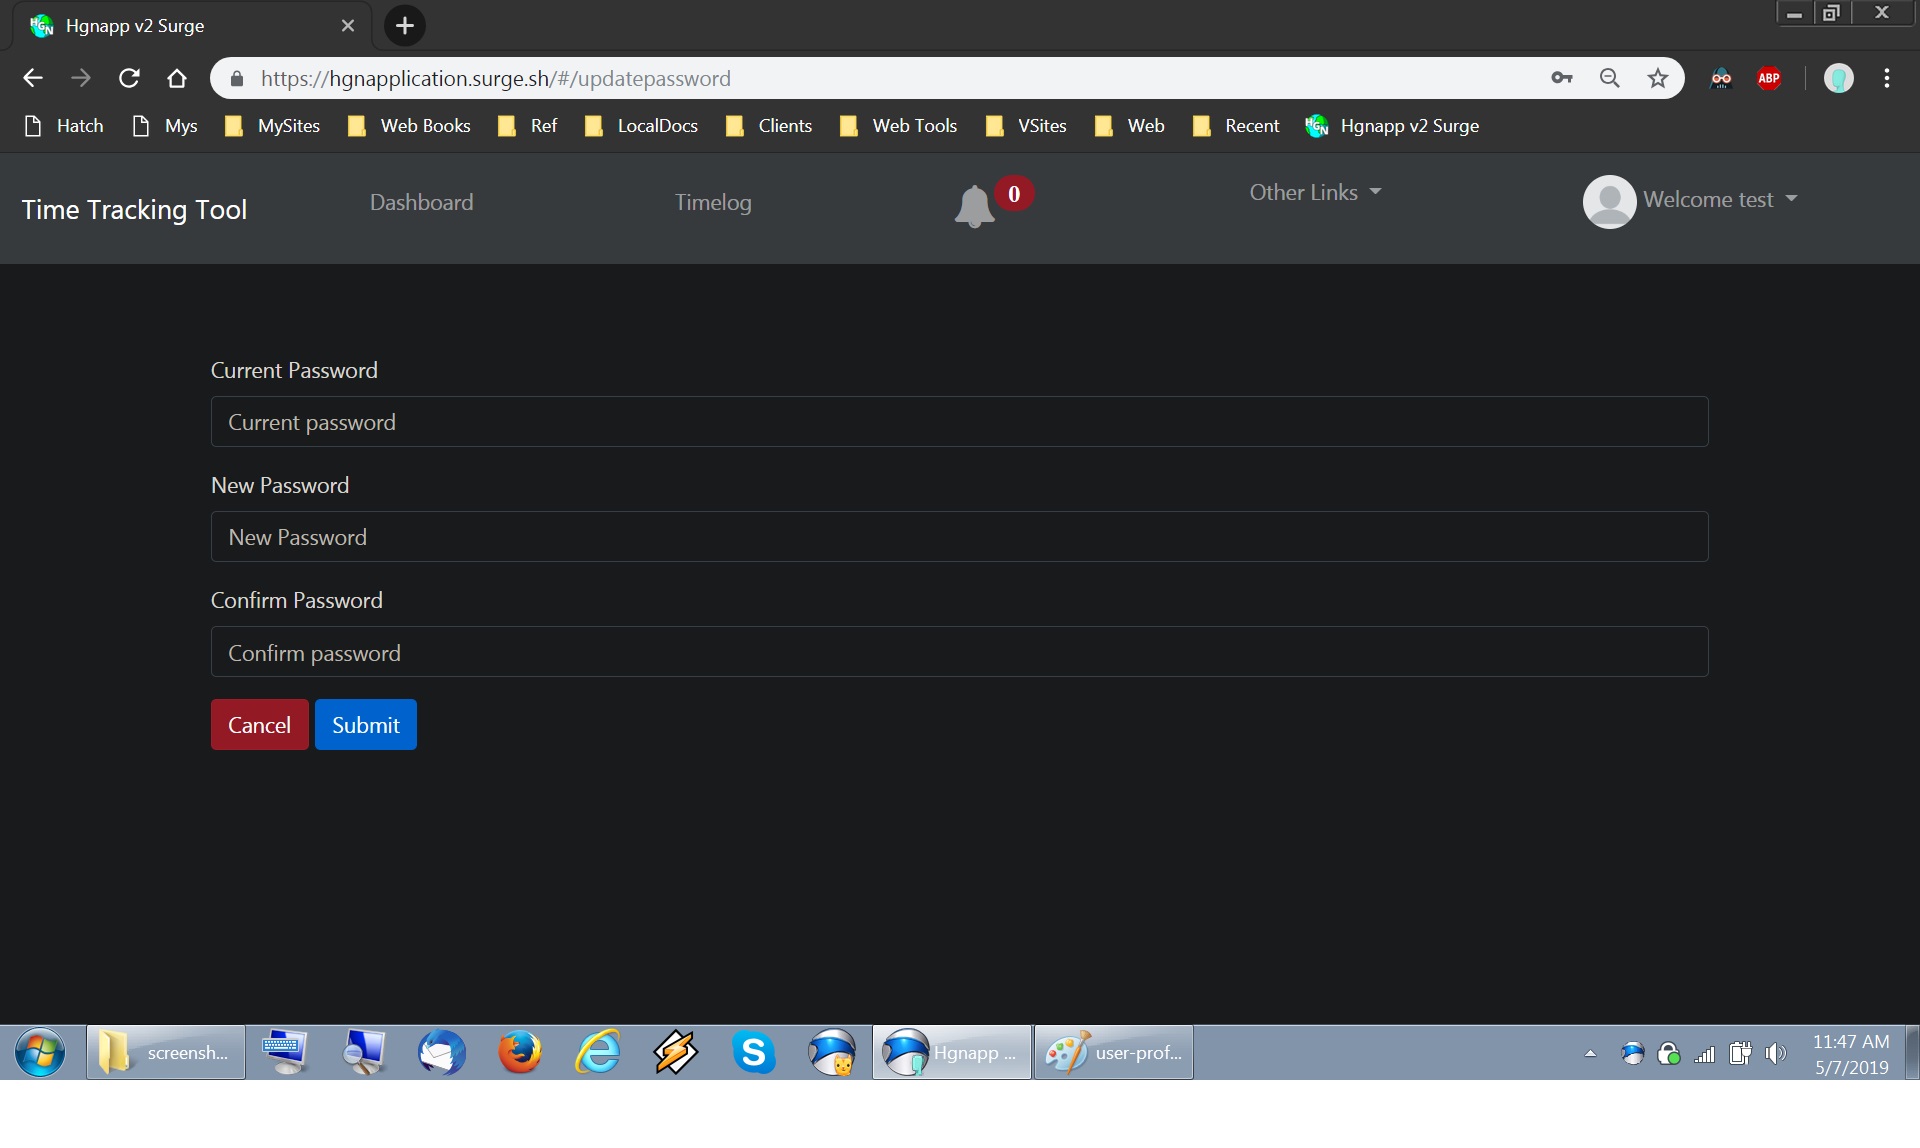 Hgnapp v2 Surge
https://hgnapplication.surge.sh/#/updatepassword
ABP
Hatch Mys MySites Web Books Ref LocalDocs Clients Web Tools VSites Web Recent HGN Hgnapp v2 Surge
Time Tracking Tool Dashboard Timelog 0 Other Links Welcome test
Current Password
Current password
New Password
New Password
Confirm Password
Confirm password
Cancel Submit
screensh... Hgnapp ... user-prof... 11:47 AM
5/7/2019